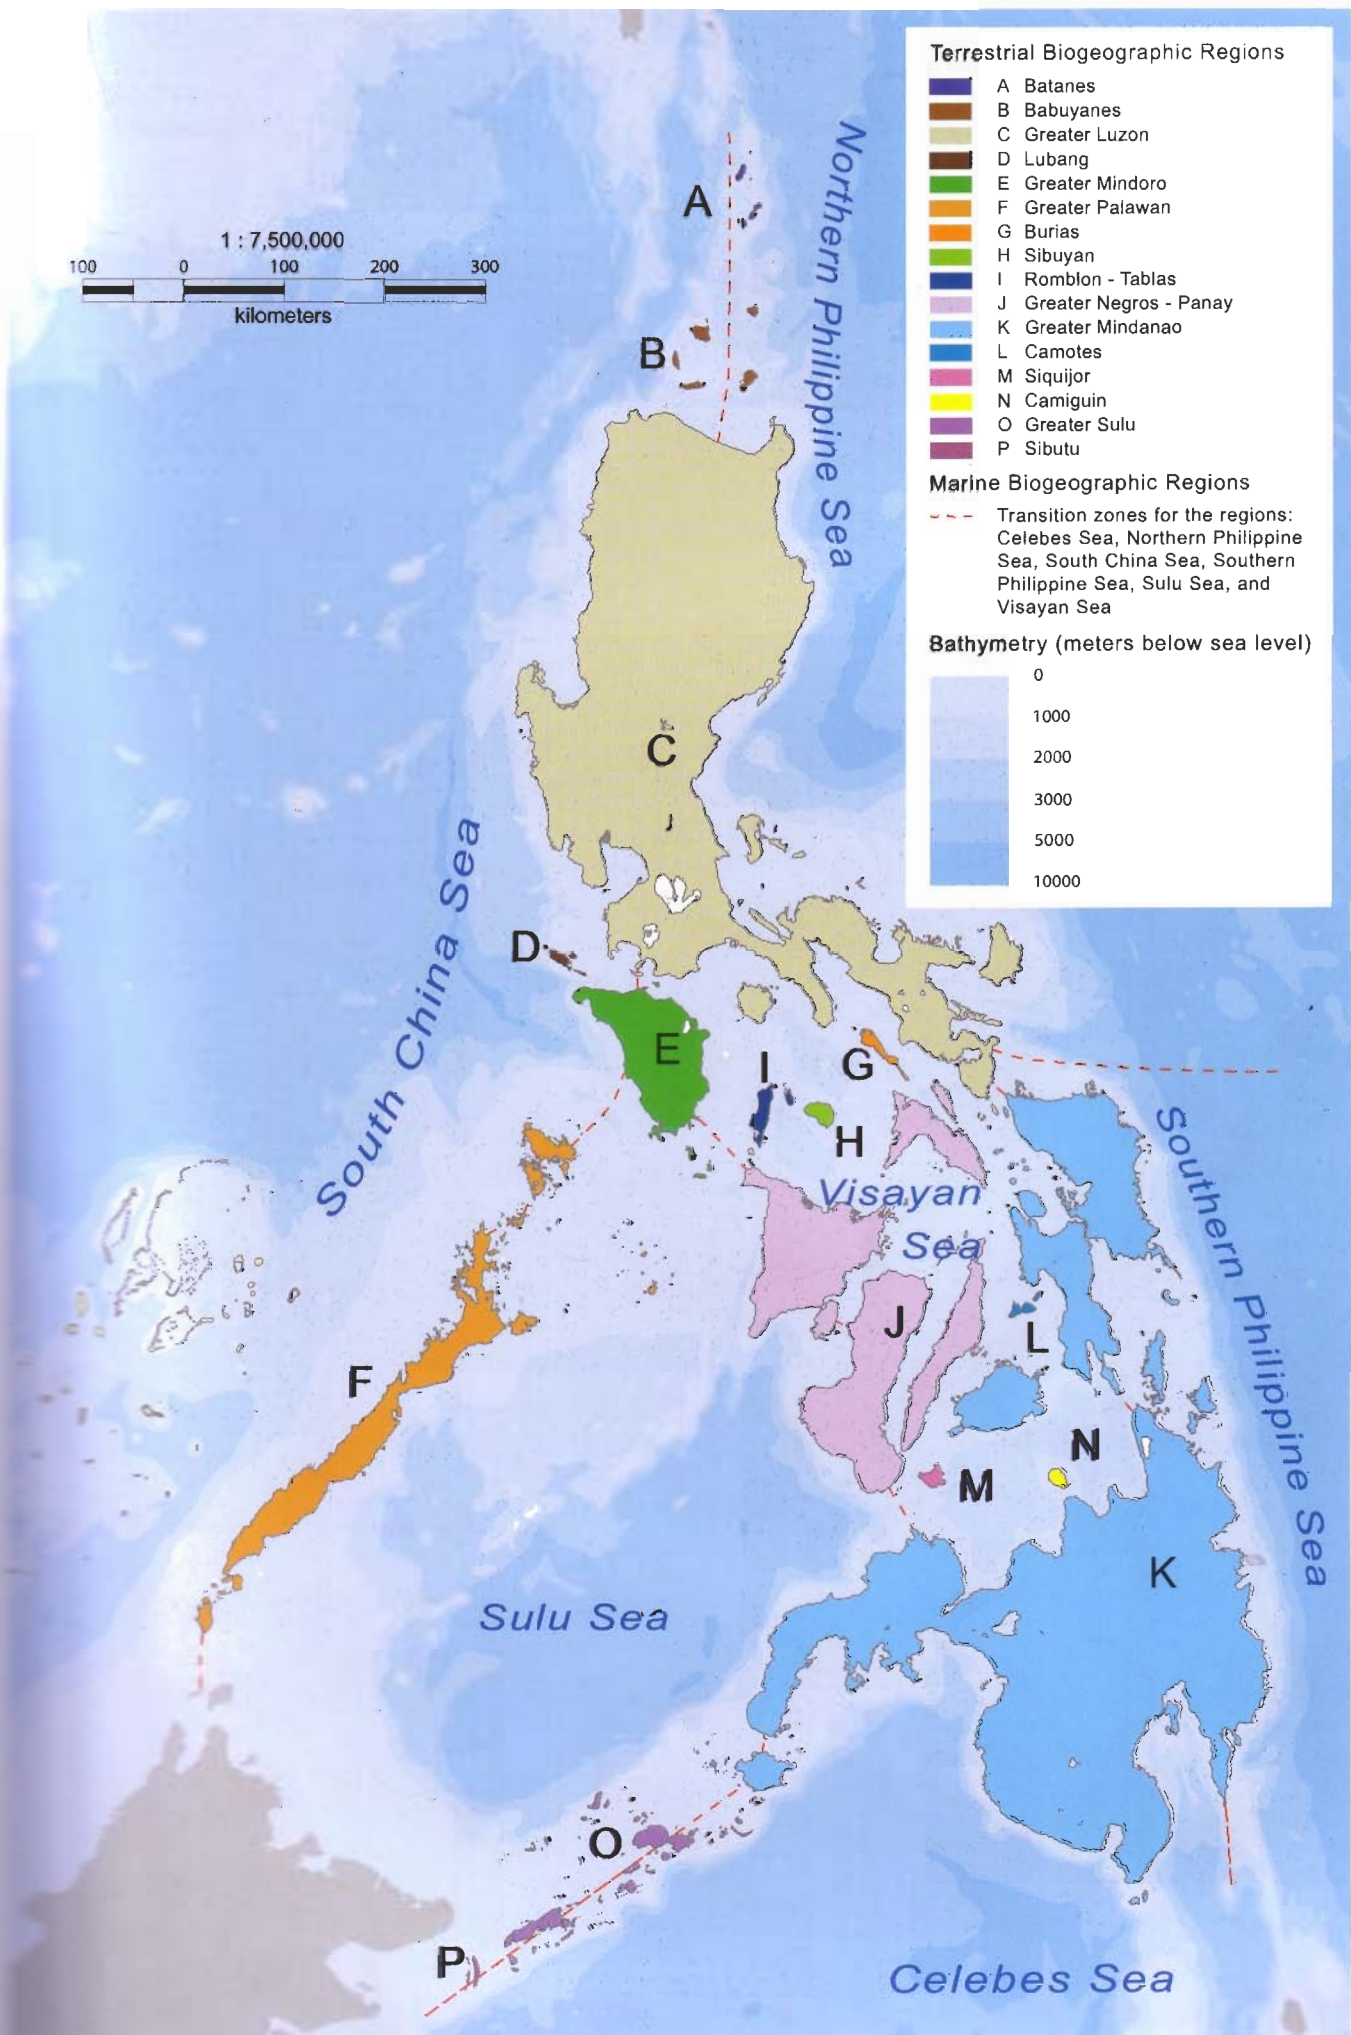 Terrestrial Biogeographic Regions
A Batanes
B Babuyanes
C Greater Luzon
D Lubang
E Greater Mindoro
F Greater Palawan
G Burias
H Sibuyan
I Romblon - Tablas
J Greater Negros - Panay
K Greater Mindanao
L Camotes
M Siquijor
N Camiguin
O Greater Sulu
P Sibutu
Marine Biogeographic Regions
Transition zones for the regions:
Celebes Sea, Northern Philippine
Sea, South China Sea, Southern
Philippine Sea, Sulu Sea, and
Visayan Sea
Bathymetry (meters below sea level)
0
1000
2000
3000
5000
10000
1 : 7,500,000
100 0 100 200 300
kilometers
Northern Philippine Sea
A
B
C
South China Sea
D
E
I
G
H
Visayan
Sea
Southern Philippine Sea
F
J
L
N
M
K
Sulu Sea
O
P
Celebes Sea